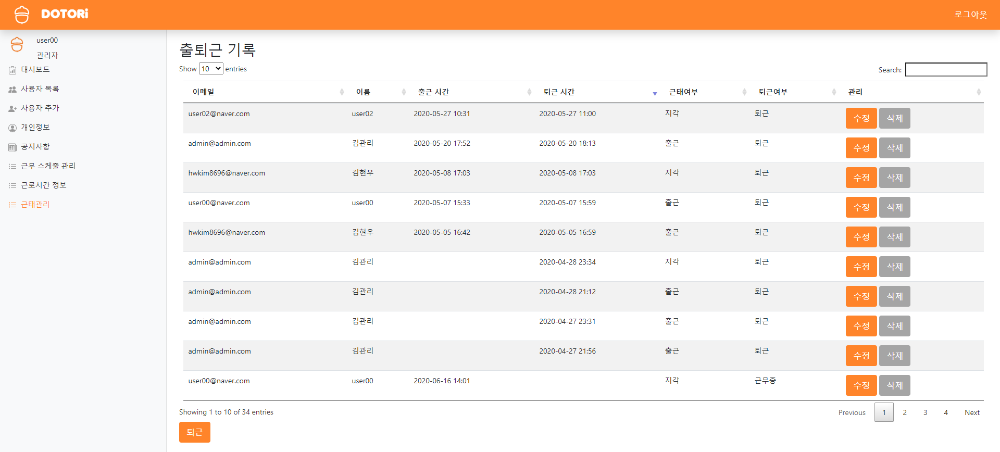 DOTORi
로그아웃
user00
관리자
대시보드
사용자 목록
사용자 추가
개인정보
공지사항
근무 스케줄 관리
근로시간 정보
근태관리
출퇴근 기록
Show 10 entries
Search:
이메일 이름 출근 시간 퇴근 시간 근태여부 퇴근여부 관리
user02@naver.com user02 2020-05-27 10:31 2020-05-27 11:00 지각 퇴근 수정 삭제
admin@admin.com 김관리 2020-05-20 17:52 2020-05-20 18:13 출근 퇴근 수정 삭제
hwkim8696@naver.com 김현우 2020-05-08 17:03 2020-05-08 17:03 지각 퇴근 수정 삭제
user00@naver.com user00 2020-05-07 15:33 2020-05-07 15:59 출근 퇴근 수정 삭제
hwkim8696@naver.com 김현우 2020-05-05 16:42 2020-05-05 16:59 출근 퇴근 수정 삭제
admin@admin.com 김관리 2020-04-28 23:34 지각 퇴근 수정 삭제
admin@admin.com 김관리 2020-04-28 21:12 출근 퇴근 수정 삭제
admin@admin.com 김관리 2020-04-27 23:31 출근 퇴근 수정 삭제
admin@admin.com 김관리 2020-04-27 21:56 출근 퇴근 수정 삭제
user00@naver.com user00 2020-06-16 14:01 지각 근무중 수정 삭제
Showing 1 to 10 of 34 entries
Previous 1 2 3 4 Next
퇴근